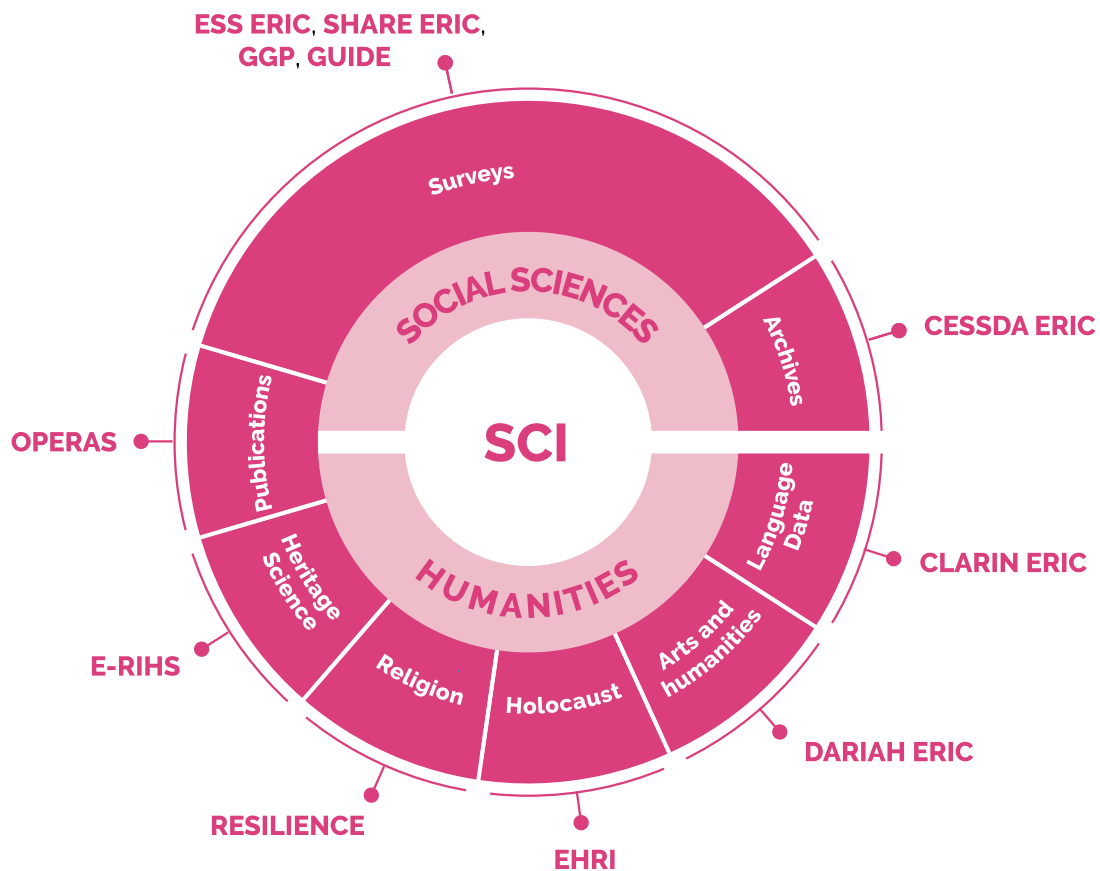 ESS ERIC, SHARE ERIC,
GGP, GUIDE
Surveys
SOCIAL SCIENCES
Archives
CESSDA ERIC
Publications
OPERAS
SCI
Language
Data
CLARIN ERIC
HUMANITIES
Heritage
Science
E-RIHS
Religion
RESILIENCE
Holocaust
EHRI
Arts and
humanities
DARIAH ERIC